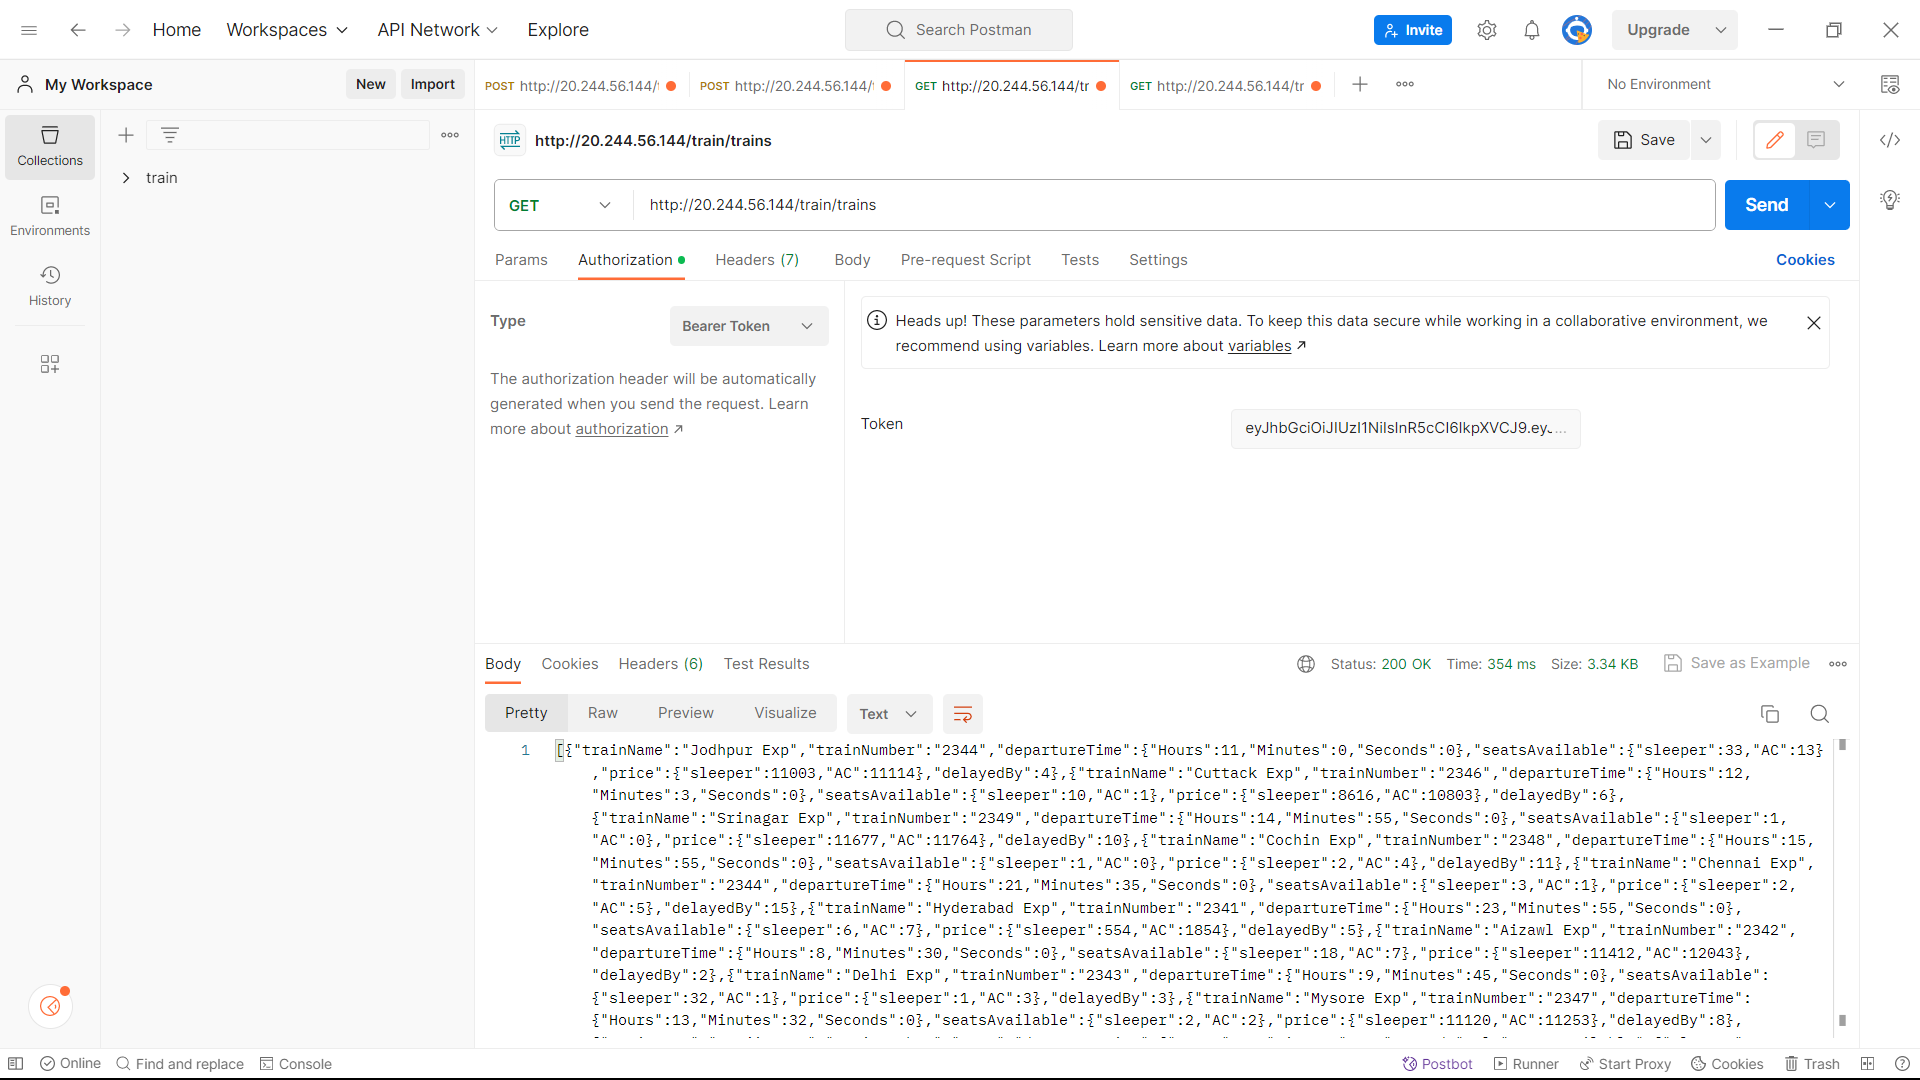 Home Workspaces API Network Explore Search Postman Invite Upgrade
My Workspace New Import POST http://20.244.56.144/ POST http://20.244.56.144/ GET http://20.244.56.144/tr GET http://20.244.56.144/tr No Environment
Collections
Environments
History
train
HTTP http://20.244.56.144/train/trains Save
GET http://20.244.56.144/train/trains Send
Params Authorization Headers (7) Body Pre-request Script Tests Settings Cookies
Type Bearer Token
The authorization header will be automatically
generated when you send the request. Learn
more about authorization ↗
Heads up! These parameters hold sensitive data. To keep this data secure while working in a collaborative environment, we
recommend using variables. Learn more about variables ↗
Token eyJhbGciOiJIUzI1NiIsInR5cCI6IkpXVCJ9.eyJ...
Body Cookies Headers (6) Test Results Status: 200 OK Time: 354 ms Size: 3.34 KB Save as Example
Pretty Raw Preview Visualize Text
1 [{"trainName":"Jodhpur Exp","trainNumber":"2344","departureTime":{"Hours":11,"Minutes":0,"Seconds":0},"seatsAvailable":{"sleeper":33,"AC":13}
,"price":{"sleeper":11003,"AC":11114},"delayedBy":4},{"trainName":"Cuttack Exp","trainNumber":"2346","departureTime":{"Hours":12,
"Minutes":3,"Seconds":0},"seatsAvailable":{"sleeper":10,"AC":1},"price":{"sleeper":8616,"AC":10803},"delayedBy":6},
{"trainName":"Srinagar Exp","trainNumber":"2349","departureTime":{"Hours":14,"Minutes":55,"Seconds":0},"seatsAvailable":{"sleeper":1,
"AC":0},"price":{"sleeper":11677,"AC":11764},"delayedBy":10},{"trainName":"Cochin Exp","trainNumber":"2348","departureTime":{"Hours":15,
"Minutes":55,"Seconds":0},"seatsAvailable":{"sleeper":1,"AC":0},"price":{"sleeper":2,"AC":4},"delayedBy":11},{"trainName":"Chennai Exp",
"trainNumber":"2344","departureTime":{"Hours":21,"Minutes":35,"Seconds":0},"seatsAvailable":{"sleeper":3,"AC":1},"price":{"sleeper":2,
"AC":5},"delayedBy":15},{"trainName":"Hyderabad Exp","trainNumber":"2341","departureTime":{"Hours":23,"Minutes":55,"Seconds":0},
"seatsAvailable":{"sleeper":6,"AC":7},"price":{"sleeper":554,"AC":1854},"delayedBy":5},{"trainName":"Aizawl Exp","trainNumber":"2342",
"departureTime":{"Hours":8,"Minutes":30,"Seconds":0},"seatsAvailable":{"sleeper":18,"AC":7},"price":{"sleeper":11412,"AC":12043},
"delayedBy":2},{"trainName":"Delhi Exp","trainNumber":"2343","departureTime":{"Hours":9,"Minutes":45,"Seconds":0},"seatsAvailable":
{"sleeper":32,"AC":1},"price":{"sleeper":1,"AC":3},"delayedBy":3},{"trainName":"Mysore Exp","trainNumber":"2347","departureTime":
{"Hours":13,"Minutes":32,"Seconds":0},"seatsAvailable":{"sleeper":2,"AC":2},"price":{"sleeper":11120,"AC":11253},"delayedBy":8},
Online Find and replace Console Postbot Runner Start Proxy Cookies Trash